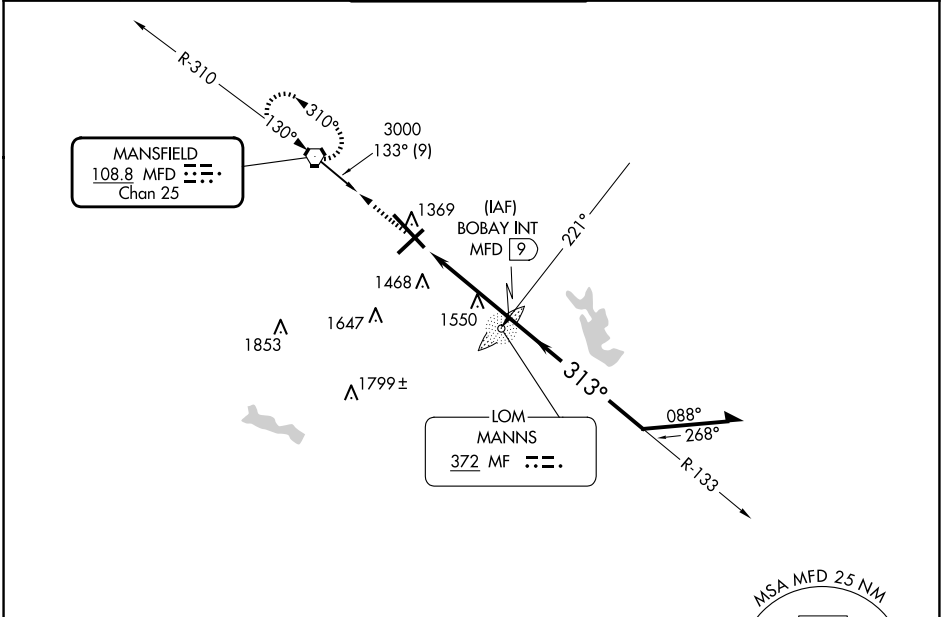 R-310
310°
130°
3000
133° (9)
MANSFIELD
108.8 MFD
Chan 25
1369
(IAF)
BOBAY INT
MFD 9
221°
1468
1550
1647
1853
1799 ±
313°
LOM
MANNS
372 MF
088°
268°
R-133
MSA MFD 25 NM